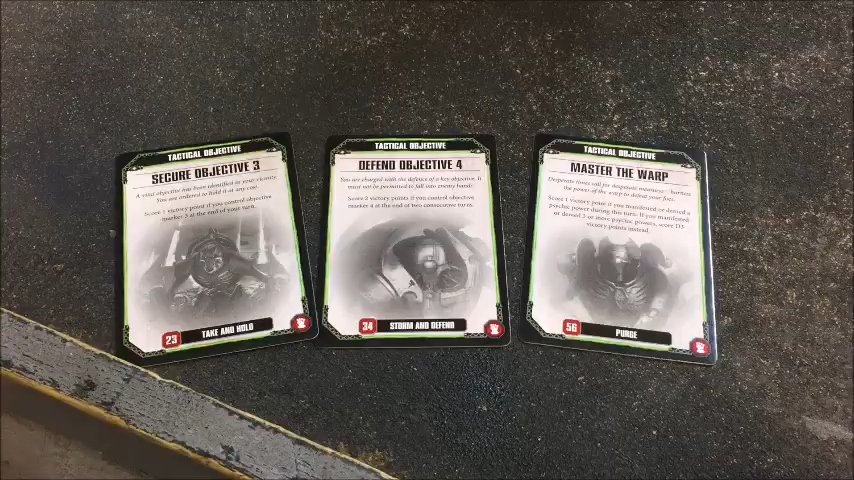 TACTICAL OBJECTIVE
SECURE OBJECTIVE 3
A vital objective has been identified in your vicinity.
You are ordered to hold it at any cost.
Score 1 victory point if you control objective
marker 3 at the end of your turn.
23
TAKE AND HOLD
TACTICAL OBJECTIVE
DEFEND OBJECTIVE 4
You are charged with the defence of a key objective. It
must not be permitted to fall into enemy hands.
Score 2 victory points if you control objective
marker 4 at the end of two consecutive turns.
34
STORM AND DEFEND
TACTICAL OBJECTIVE
MASTER THE WARP
Desperate times call for desperate measures – harness
the power of the warp to defeat your foes.
Score 1 victory point if you manifested or denied a
psychic power during this turn. If you manifested
or denied 3 or more psychic powers, score D3
victory points instead.
56
PURGE